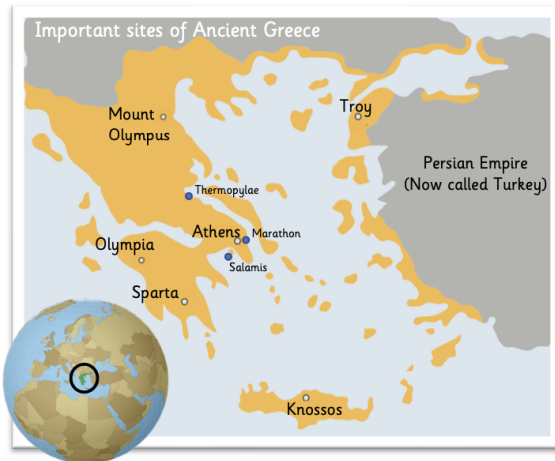 Important sites of Ancient Greece
Troy
Mount
Olympus
Persian Empire
(Now called Turkey)
Thermopylae
Athens
Marathon
Olympia
Salamis
Sparta
Knossos